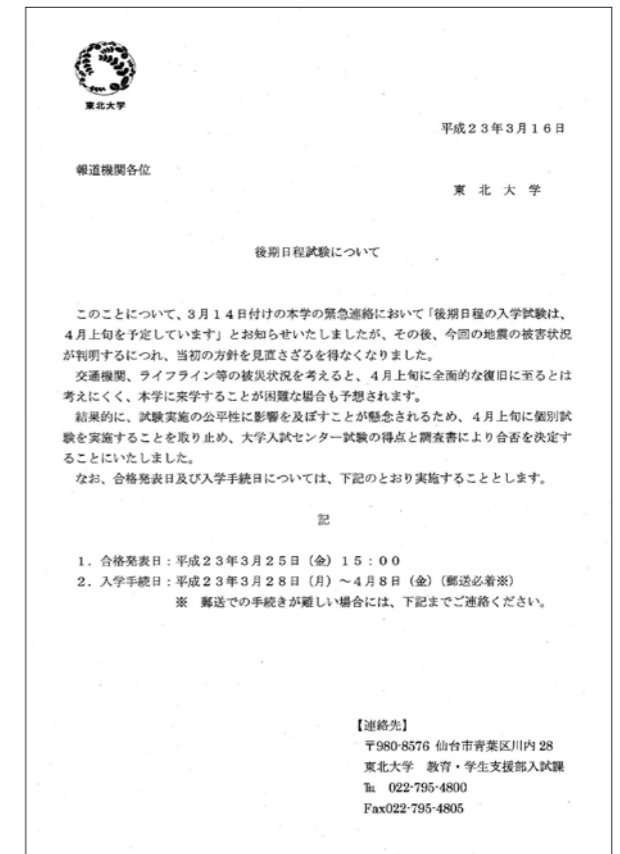 東北大学
平成23年3月16日
報道機関各位
東 北 大 学
後期日程試験について
このことについて、3月14日付けの本学の緊急連絡において「後期日程の入学試験は、
4月上旬を予定しています」とお知らせいたしましたが、その後、今回の地震の被害状況
が判明するにつれ、当初の方針を見直さざるを得なくなりました。
交通機関、ライフライン等の被災状況を考えると、4月上旬に全面的な復旧に至るとは
考えにくく、本学に来学することが困難な場合も予想されます。
結果的に、試験実施の公平性に影響を及ぼすことが懸念されるため、4月上旬に個別試
験を実施することを取り止め、大学入試センター試験の得点と調査書により合否を決定す
ることにいたしました。
なお、合格発表日及び入学手続日については、下記のとおり実施することとします。
記
1.合格発表日:平成23年3月25日(金)15:00
2.入学手続日:平成23年3月28日(月)~4月8日(金)(郵送必着※)
※ 郵送での手続きが難しい場合には、下記までご連絡ください。
【連絡先】
〒980-8576 仙台市青葉区川内 28
東北大学 教育・学生支援部入試課
℡ 022-795-4800
Fax022-795-4805